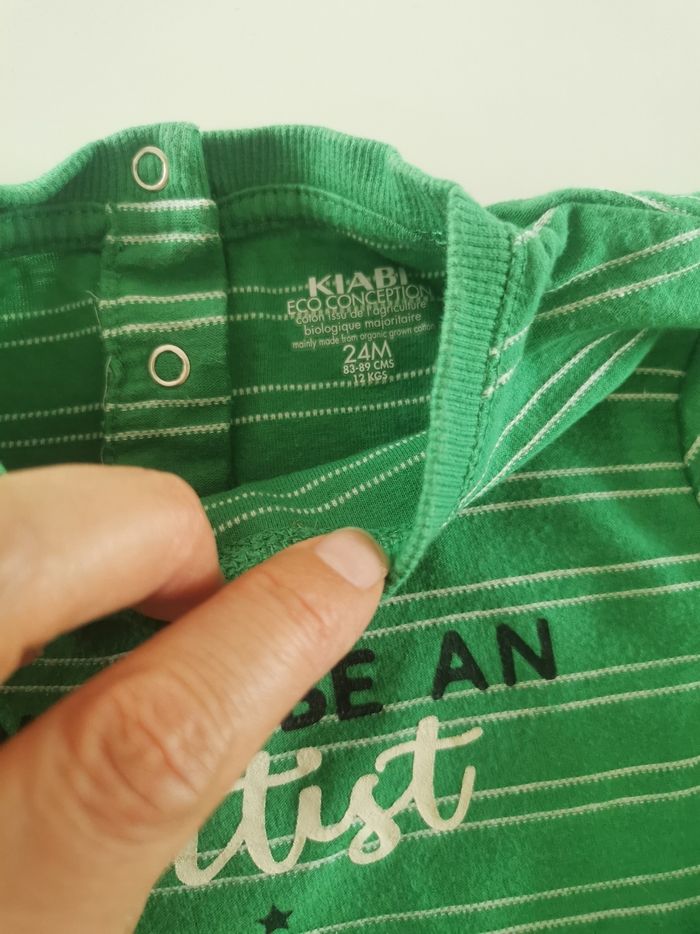 KIABI
ECO CONCEPTION
coton issu de l'agriculture
biologique majoritaire
mainly made from organic grown cotton
24M
83-89 CMS
12 KGS
BE AN
tist